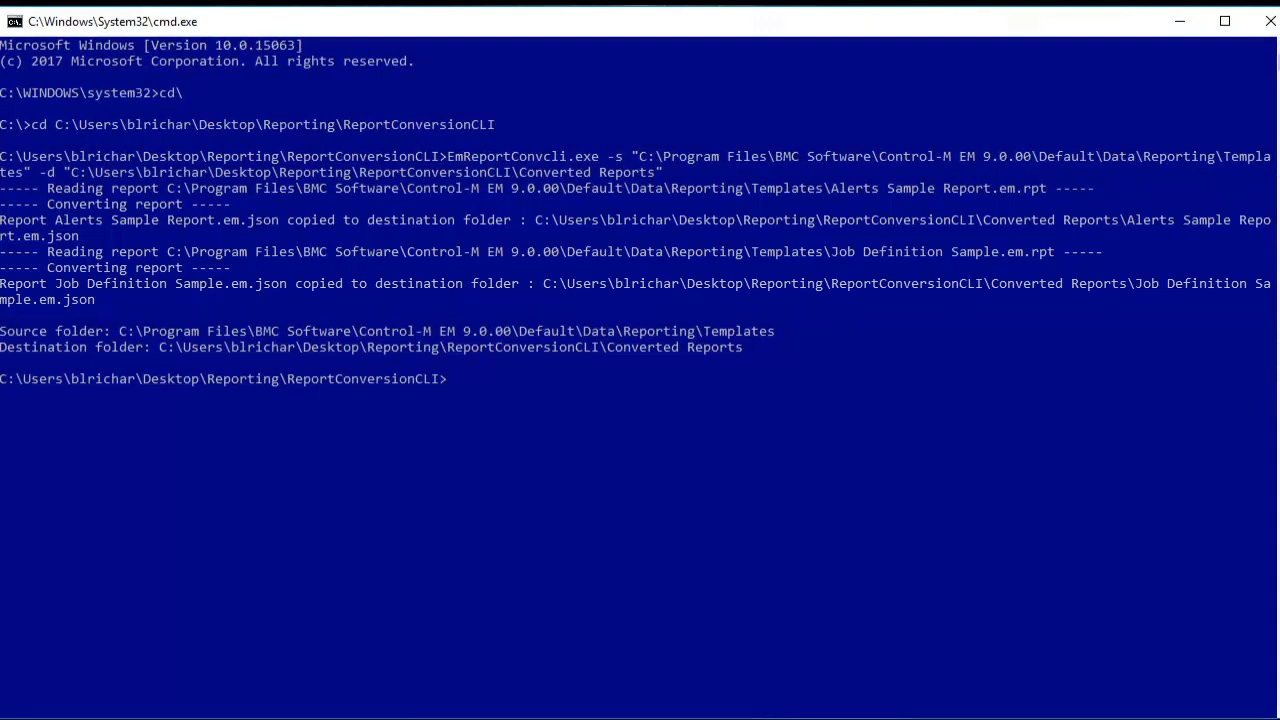 C:\Windows\System32\cmd.exe
Microsoft Windows [Version 10.0.15063]
(c) 2017 Microsoft Corporation. All rights reserved.
C:\WINDOWS\system32>cd\
C:\>cd C:\Users\blrichar\Desktop\Reporting\ReportConversionCLI
C:\Users\blrichar\Desktop\Reporting\ReportConversionCLI>EmReportConvcli.exe -s "C:\Program Files\BMC Software\Control-M EM 9.0.00\Default\Data\Reporting\Templa
tes" -d "C:\Users\blrichar\Desktop\Reporting\ReportConversionCLI\Converted Reports"
----- Reading report C:\Program Files\BMC Software\Control-M EM 9.0.00\Default\Data\Reporting\Templates\Alerts Sample Report.em.rpt -----
----- Converting report -----
Report Alerts Sample Report.em.json copied to destination folder : C:\Users\blrichar\Desktop\Reporting\ReportConversionCLI\Converted Reports\Alerts Sample Repo
rt.em.json
----- Reading report C:\Program Files\BMC Software\Control-M EM 9.0.00\Default\Data\Reporting\Templates\Job Definition Sample.em.rpt -----
----- Converting report -----
Report Job Definition Sample.em.json copied to destination folder : C:\Users\blrichar\Desktop\Reporting\ReportConversionCLI\Converted Reports\Job Definition Sa
mple.em.json
Source folder: C:\Program Files\BMC Software\Control-M EM 9.0.00\Default\Data\Reporting\Templates
Destination folder: C:\Users\blrichar\Desktop\Reporting\ReportConversionCLI\Converted Reports
C:\Users\blrichar\Desktop\Reporting\ReportConversionCLI>